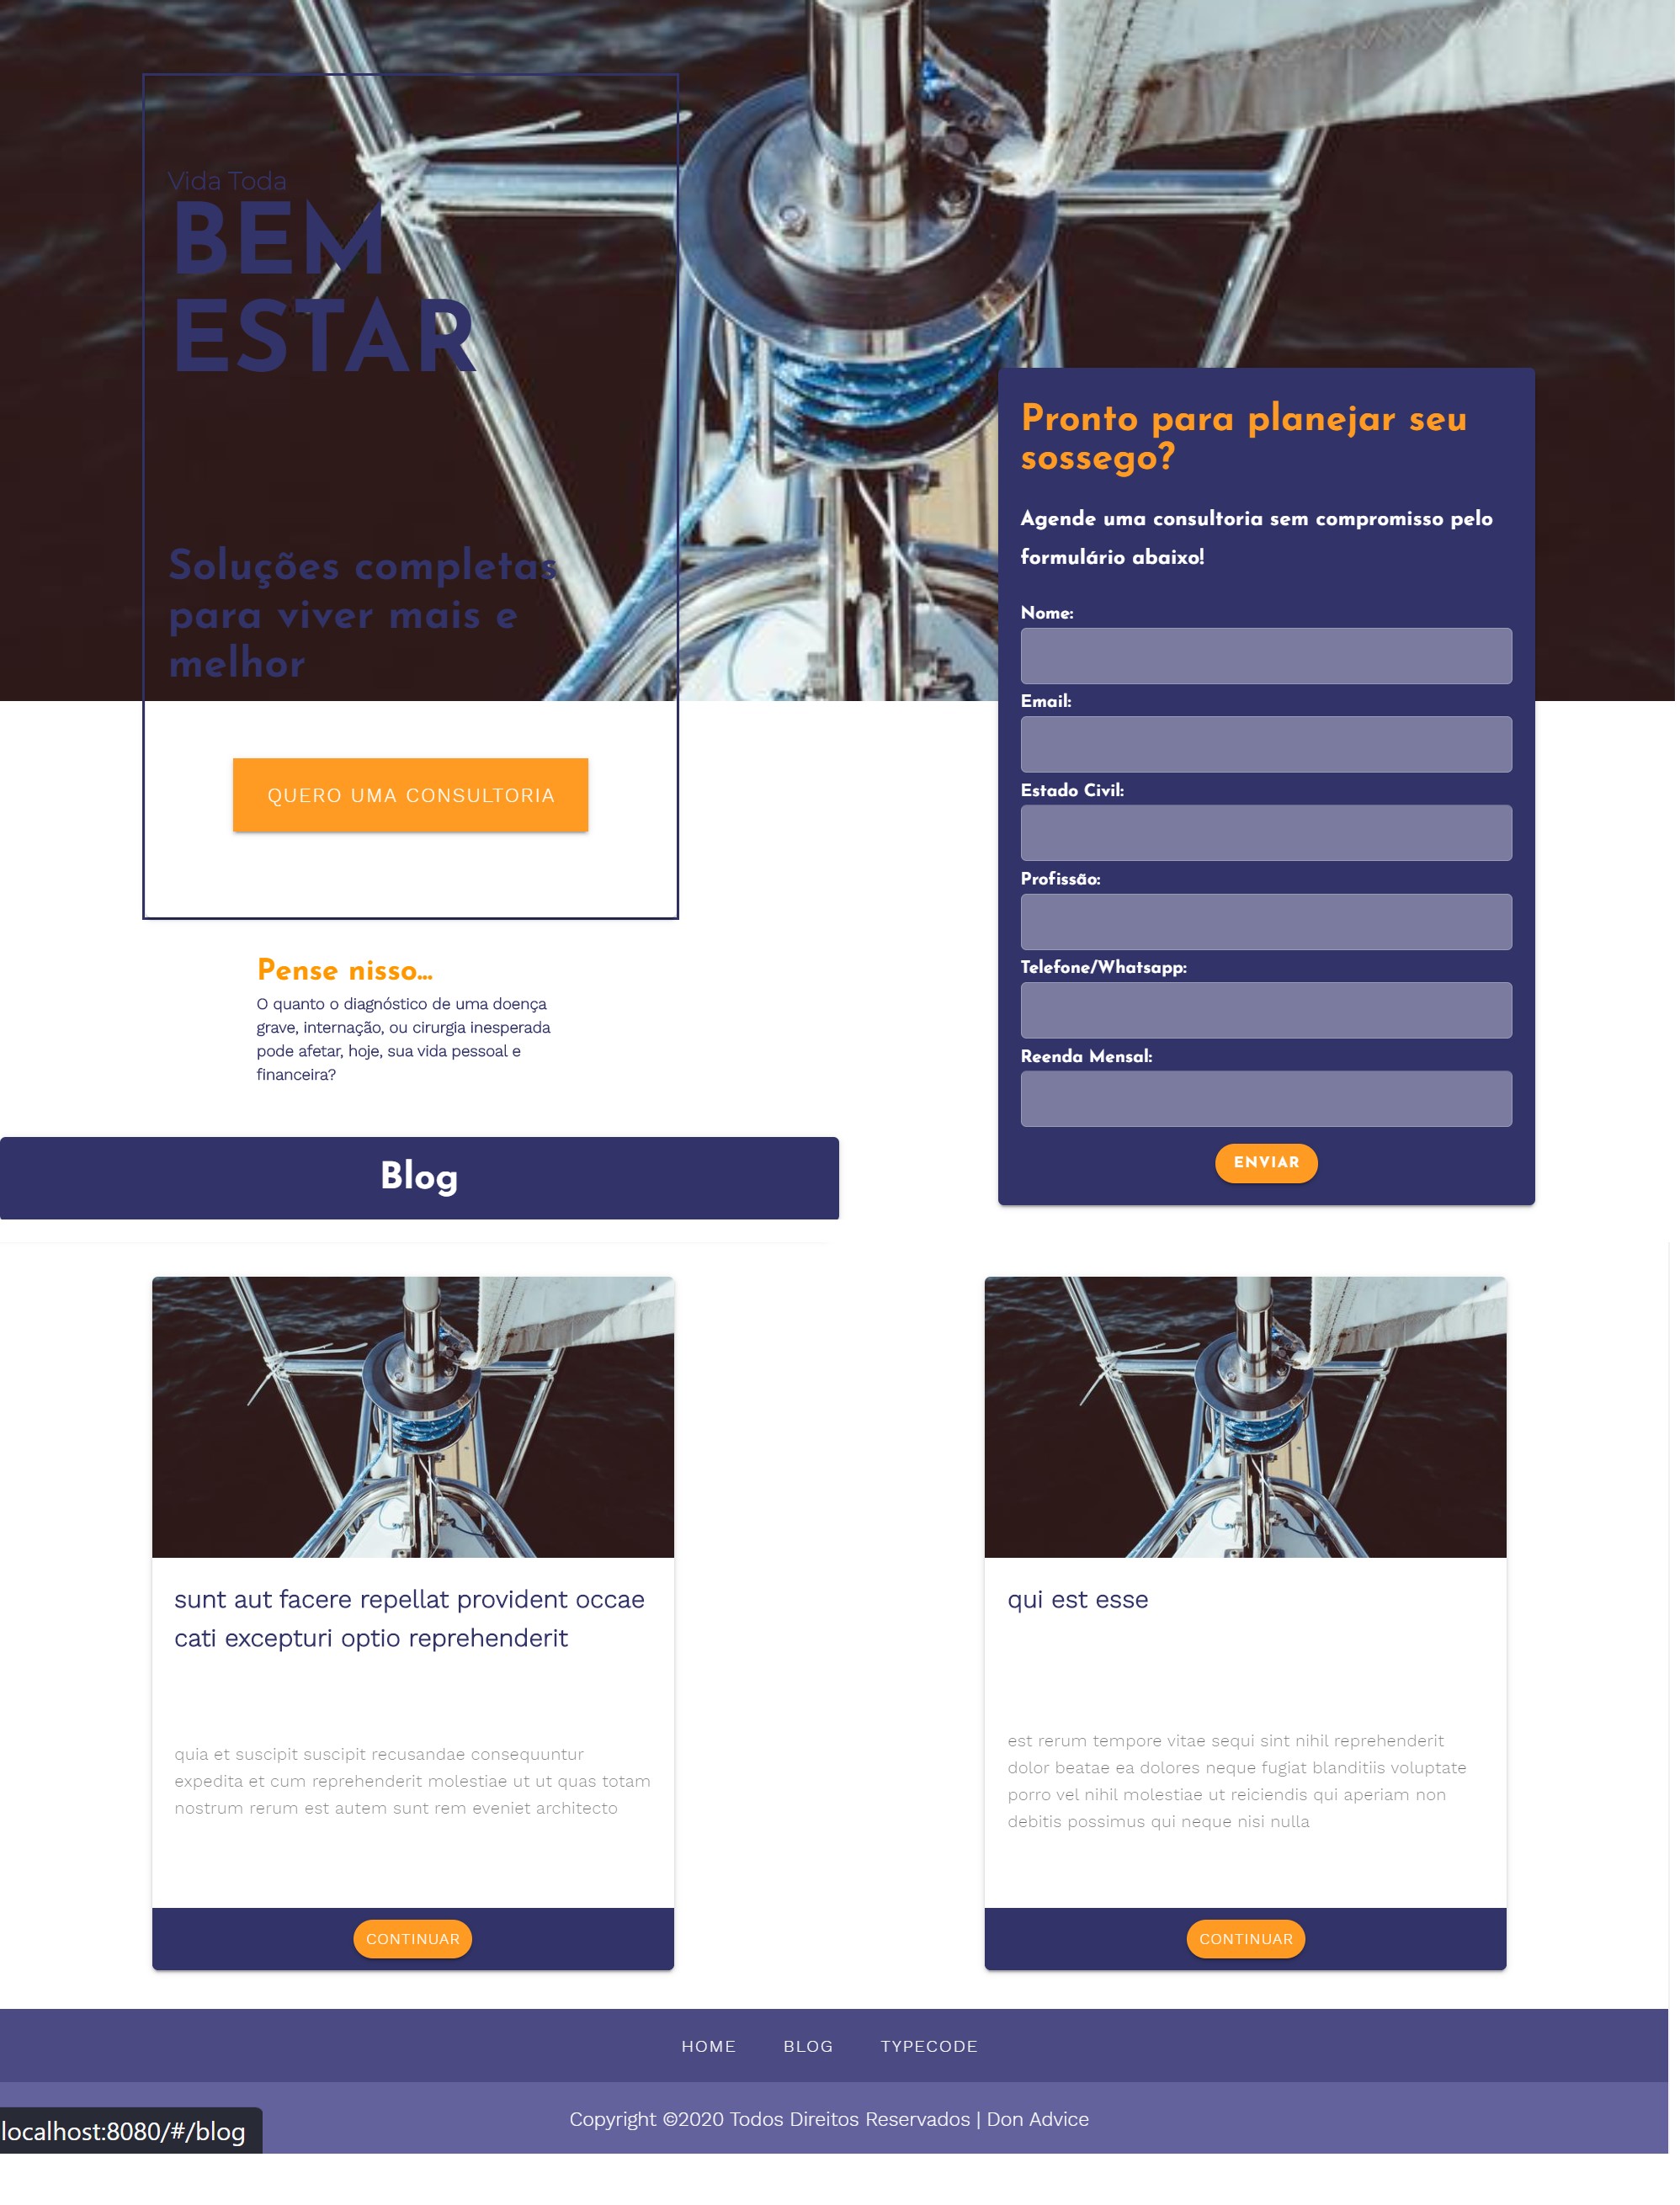 Vida Toda
BEM
ESTAR
Soluções completas
para viver mais e
melhor
QUERO UMA CONSULTORIA
Pense nisso...
O quanto o diagnóstico de uma doença
grave, internação, ou cirurgia inesperada
pode afetar, hoje, sua vida pessoal e
financeira?
Pronto para planejar seu
sossego?
Agende uma consultoria sem compromisso pelo
formulário abaixo!
Nome:
Email:
Estado Civil:
Profissão:
Telefone/Whatsapp:
Reenda Mensal:
ENVIAR
Blog
sunt aut facere repellat provident occae
cati excepturi optio reprehenderit
quia et suscipit suscipit recusandae consequuntur
expedita et cum reprehenderit molestiae ut ut quas totam
nostrum rerum est autem sunt rem eveniet architecto
CONTINUAR
qui est esse
est rerum tempore vitae sequi sint nihil reprehenderit
dolor beatae ea dolores neque fugiat blanditiis voluptate
porro vel nihil molestiae ut reiciendis qui aperiam non
debitis possimus qui neque nisi nulla
CONTINUAR
HOME BLOG TYPECODE
Copyright ©2020 Todos Direitos Reservados | Don Advice
localhost:8080/#/blog